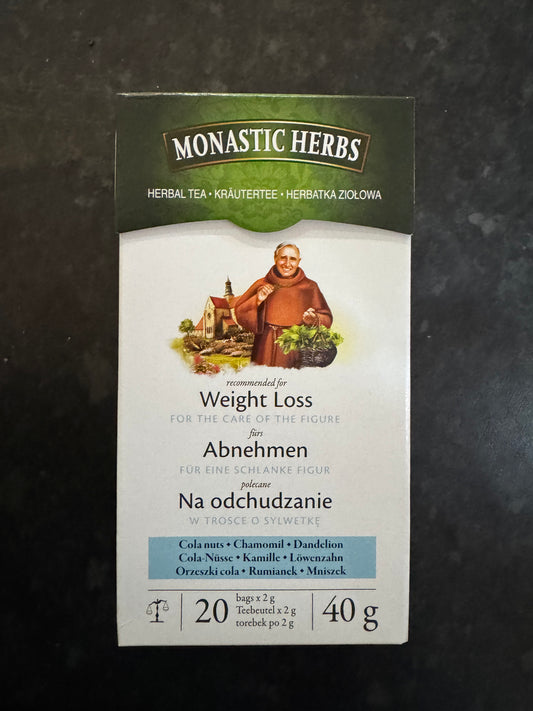 MONASTIC HERBS
HERBAL TEA • KRÄUTERTEE • HERBATKA ZIOŁOWA
recommended for
Weight Loss
FOR THE CARE OF THE FIGURE
fürs
Abnehmen
FÜR EINE SCHLANKE FIGUR
polecane
Na odchudzanie
W TROSCE O SYLWETKĘ
Cola nuts • Chamomil • Dandelion
Cola-Nüsse • Kamille • Löwenzahn
Orzeszki cola • Rumianek • Mniszek
20
bags x 2 g
Teebeutel x 2 g
torebek po 2 g
40 g